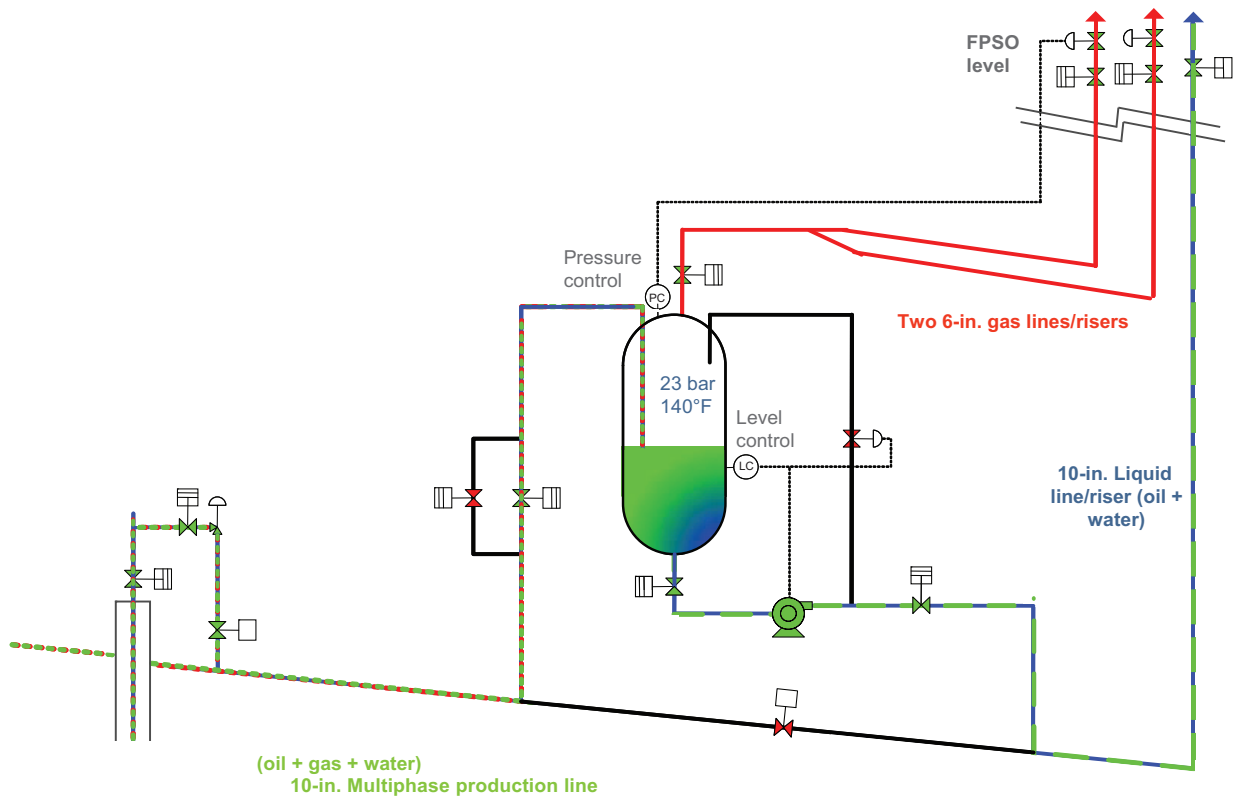 FPSO
level
Pressure
control
PC
Two 6-in. gas lines/risers
23 bar
140°F
Level
control
LC
10-in. Liquid
line/riser (oil +
water)
(oil + gas + water)
10-in. Multiphase production line